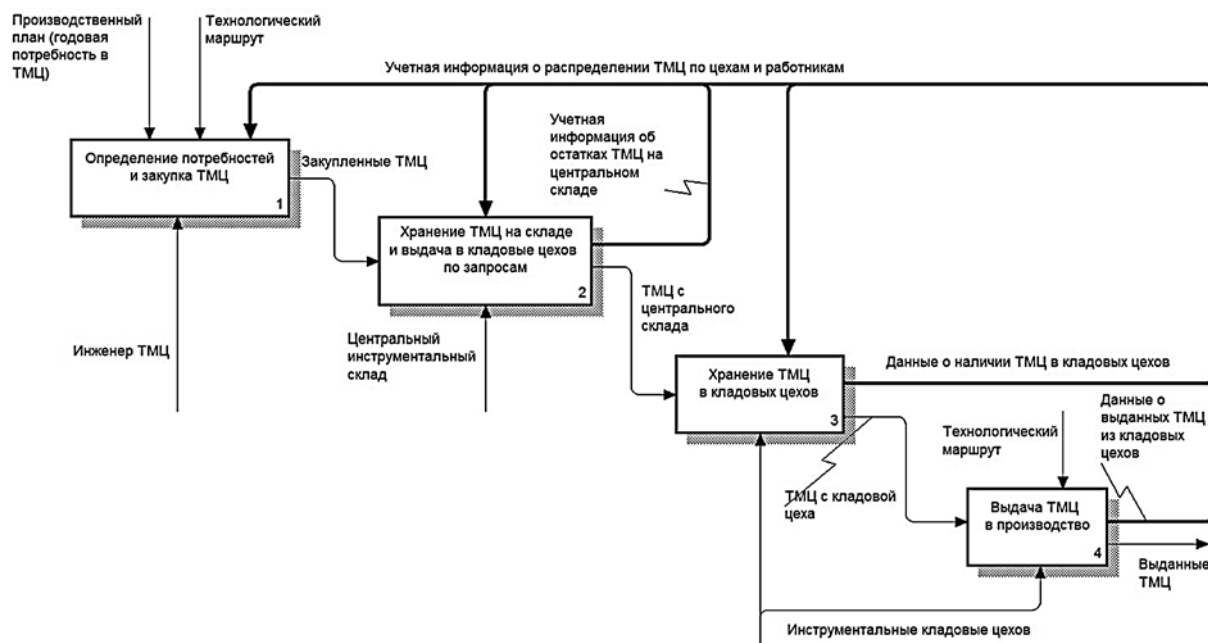 Производственный
план (годовая
потребность в
ТМЦ)
Технологический
маршрут
Учетная информация о распределении ТМЦ по цехам и работникам
Определение потребностей
и закупка ТМЦ
1
Закупленные ТМЦ
Учетная
информация об
остатках ТМЦ на
центральном
складе
Хранение ТМЦ на складе
и выдача в кладовые цехов
по запросам
2
ТМЦ с
центрального
склада
Инженер ТМЦ
Центральный
инструментальный
склад
Хранение ТМЦ
в кладовых цехов
3
Данные о наличии ТМЦ в кладовых цехов
Данные о
выданных ТМЦ
из кладовых
цехов
Технологический
маршрут
ТМЦ с кладовой
цеха
Выдача ТМЦ
в производство
4
Выданные
ТМЦ
Инструментальные кладовые цехов